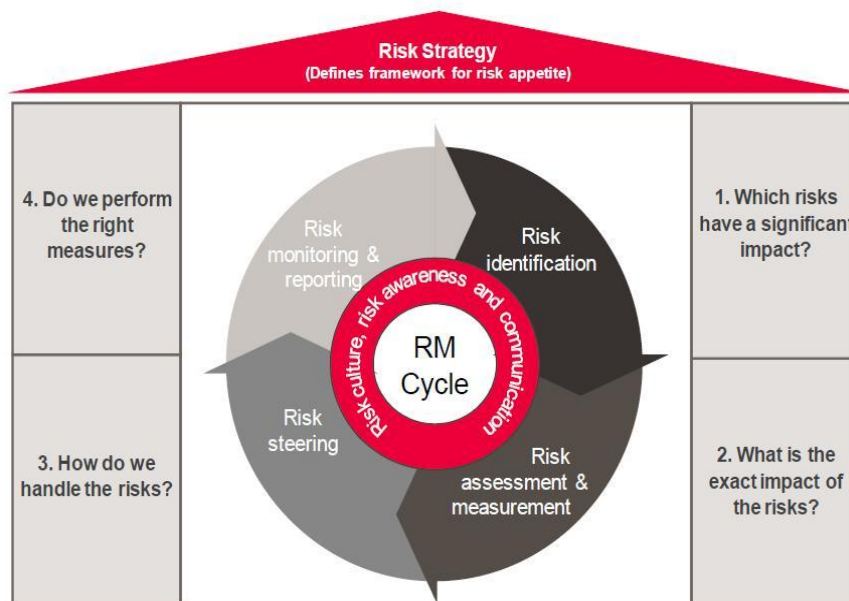 Risk Strategy
(Defines framework for risk appetite)
4. Do we perform
the right
measures?
1. Which risks
have a significant
impact?
Risk
monitoring &
reporting
Risk
identification
Risk culture, risk awareness and communication
RM
Cycle
Risk
steering
Risk
assessment &
measurement
3. How do we
handle the risks?
2. What is the
exact impact of
the risks?